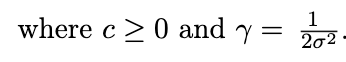 where c ≥ 0 and γ = 1/2σ².